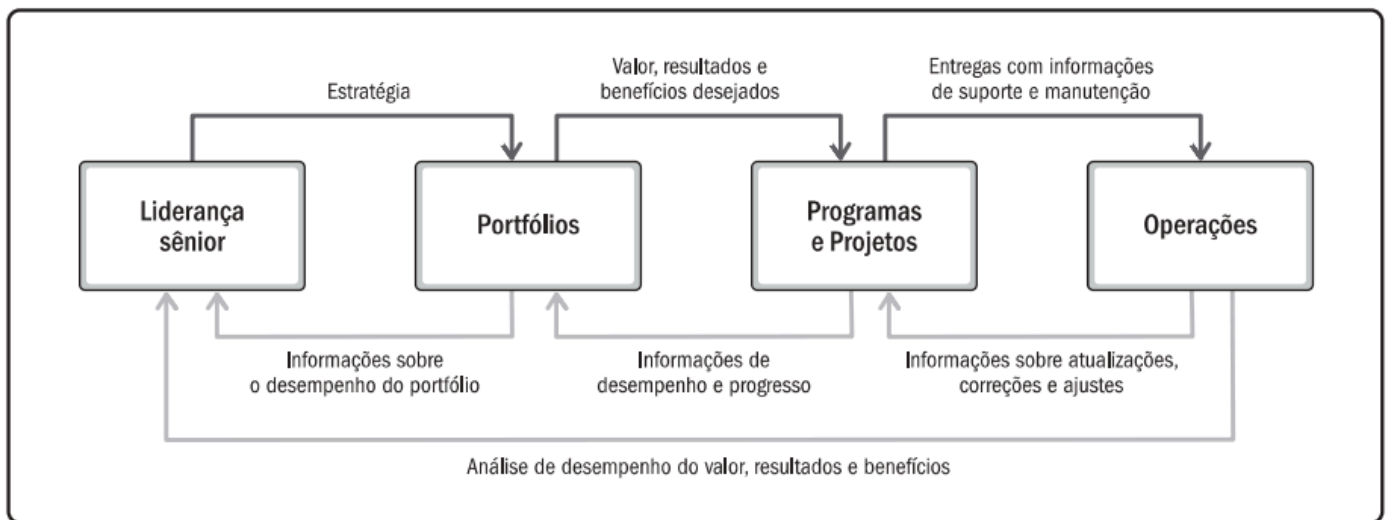 Estratégia
Valor, resultados e
benefícios desejados
Entregas com informações
de suporte e manutenção
Liderança
sênior
Portfólios
Programas
e Projetos
Operações
Informações sobre
o desempenho do portfólio
Informações de
desempenho e progresso
Informações sobre atualizações,
correções e ajustes
Análise de desempenho do valor, resultados e benefícios